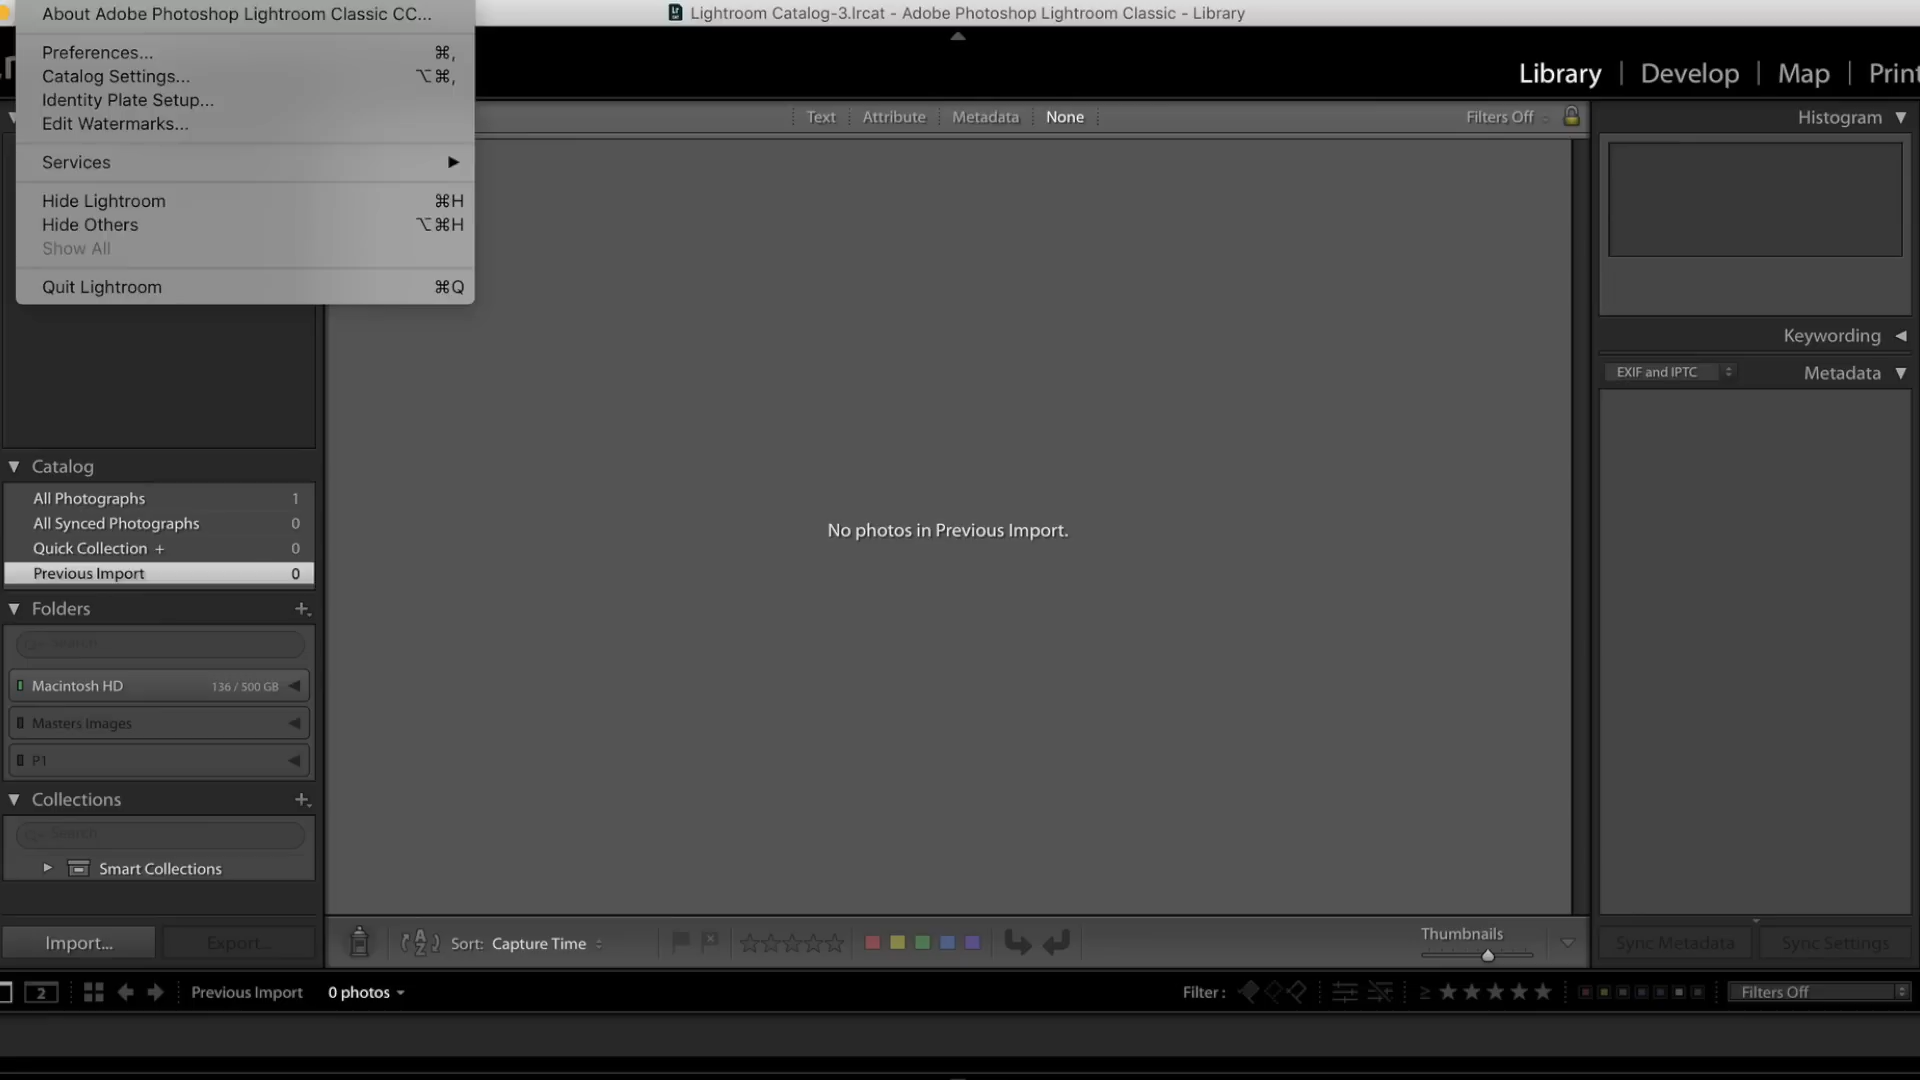 About Adobe Photoshop Lightroom Classic CC...
Lightroom Catalog-3.lrcat - Adobe Photoshop Lightroom Classic - Library
Preferences... ⌘,
Catalog Settings... ⌥⌘,
Identity Plate Setup...
Edit Watermarks...
Services
Hide Lightroom ⌘H
Hide Others ⌥⌘H
Show All
Quit Lightroom ⌘Q
Library | Develop | Map | Print
Text Attribute Metadata None
Filters Off
Histogram
Keywording
EXIF and IPTC
Metadata
Catalog
All Photographs 1
All Synced Photographs 0
Quick Collection + 0
Previous Import 0
Folders
Search
Macintosh HD 136 / 500 GB
Masters Images
P1
Collections
Search
Smart Collections
No photos in Previous Import.
Import...
Export...
Sort: Capture Time
Thumbnails
Sync Metadata
Sync Settings
2
Previous Import
0 photos
Filter:
Filters Off